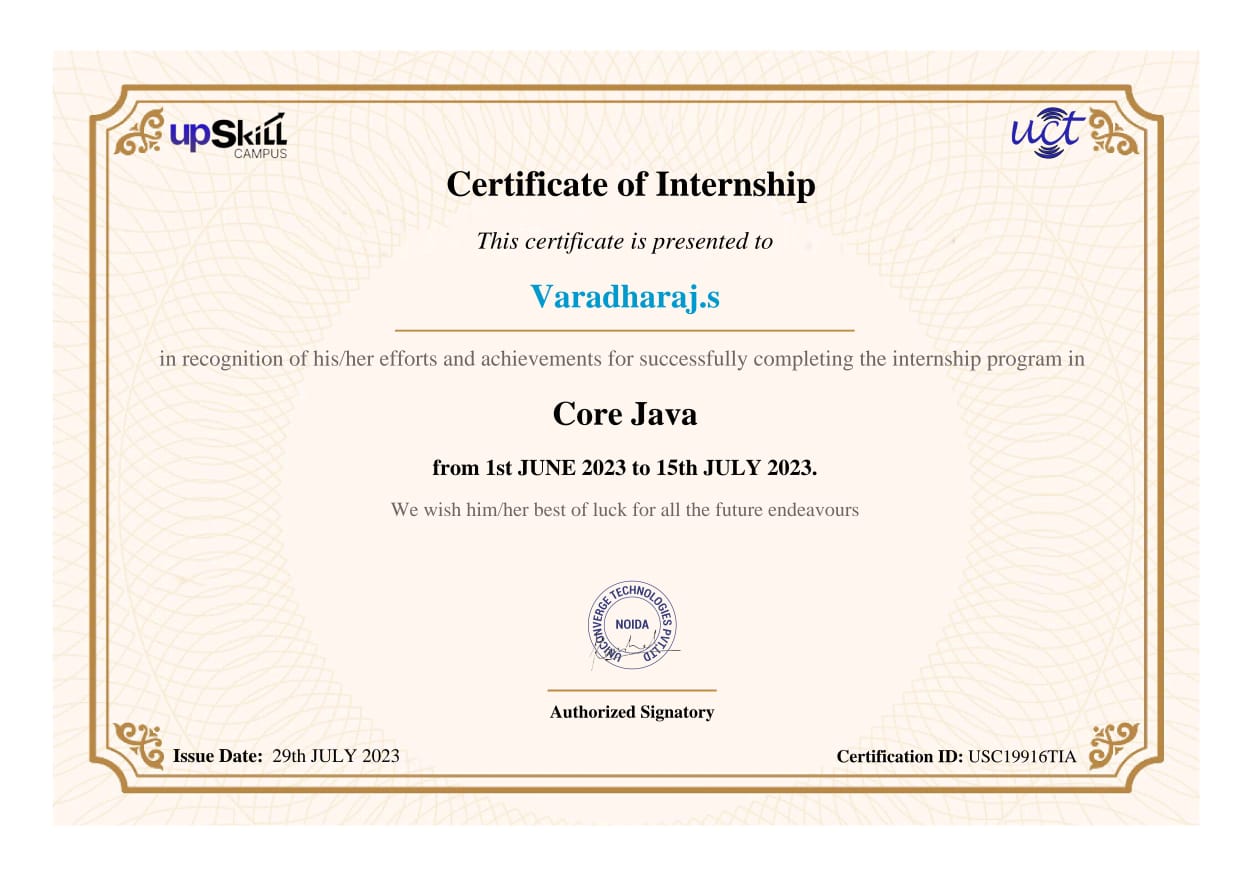 upSkill
CAMPUS
uct
Certificate of Internship
This certificate is presented to
Varadharaj.s
in recognition of his/her efforts and achievements for successfully completing the internship program in
Core Java
from 1st JUNE 2023 to 15th JULY 2023.
We wish him/her best of luck for all the future endeavours
UNICONVERGE TECHNOLOGIES PVT.LTD
NOIDA
Authorized Signatory
Issue Date: 29th JULY 2023
Certification ID: USC19916TIA